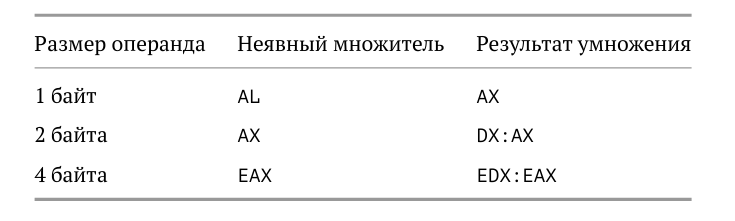 Размер операнда Неявный множитель Результат умножения
1 байт AL AX
2 байта AX DX:AX
4 байта EAX EDX:EAX